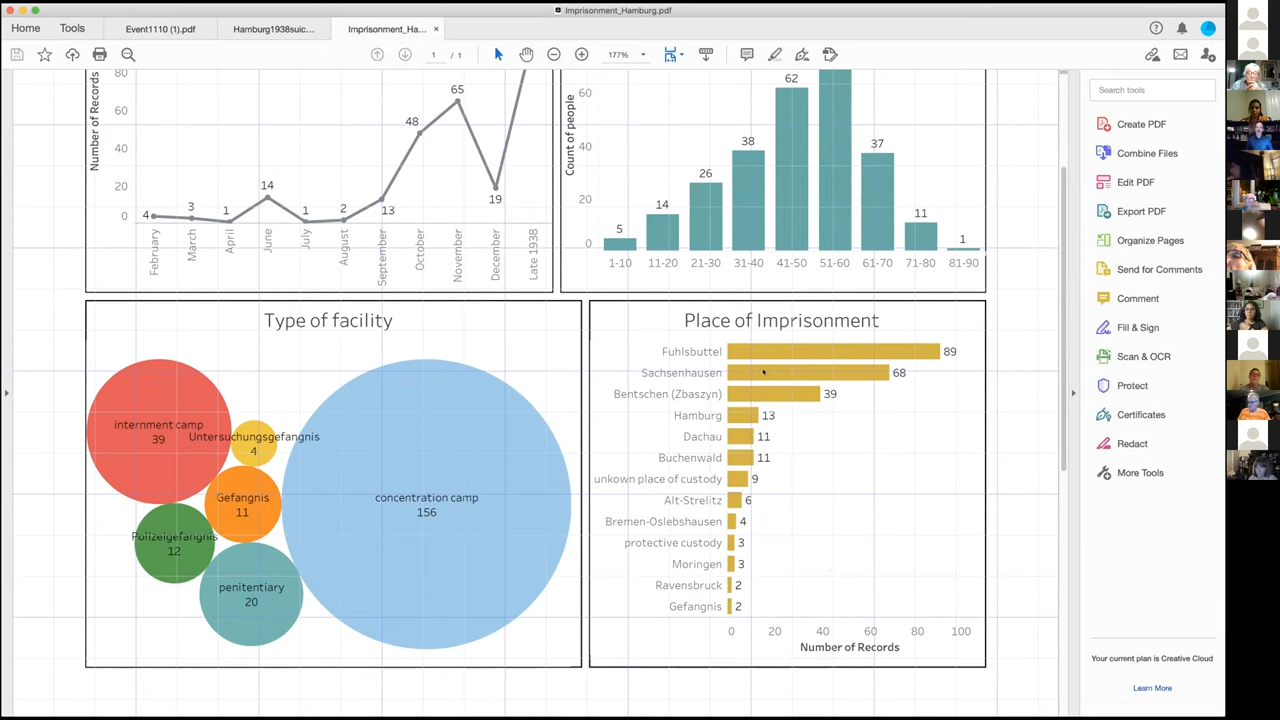 Imprisonment_Hamburg.pdf
Home
Tools
Event1110 (1).pdf
Hamburg1938suic...
Imprisonment_Ha...
1 / 1
177%
Number of Records
80
60
40
20
0
4
3
1
14
1
2
13
48
65
19
February
March
April
June
July
August
September
October
November
December
Late 1938
Count of people
60
40
20
0
5
14
26
38
62
37
11
1
1-10
11-20
21-30
31-40
41-50
51-60
61-70
71-80
81-90
Type of facility
internment camp
39
Untersuchungsgefangnis
4
Gefangnis
11
concentration camp
156
Polizeigefangnis
12
penitentiary
20
Place of Imprisonment
Fuhlsbuttel 89
Sachsenhausen 68
Bentschen (Zbaszyn) 39
Hamburg 13
Dachau 11
Buchenwald 11
unkown place of custody 9
Alt-Strelitz 6
Bremen-Oslebshausen 4
protective custody 3
Moringen 3
Ravensbruck 2
Gefangnis 2
0 20 40 60 80 100
Number of Records
Search tools
Create PDF
Combine Files
Edit PDF
Export PDF
Organize Pages
Send for Comments
Comment
Fill & Sign
Scan & OCR
Protect
Certificates
Redact
More Tools
Your current plan is Creative Cloud
Learn More